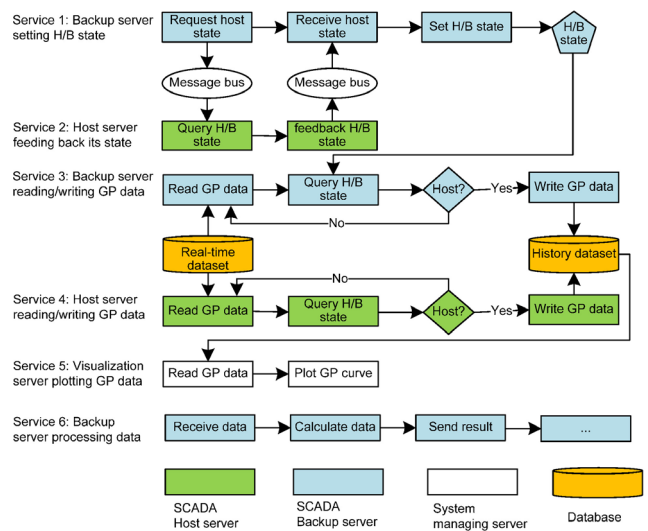 Service 1: Backup server
setting H/B state
Request host
state
Receive host
state
Set H/B state
H/B
state
Message bus
Message bus
Service 2: Host server
feeding back its state
Query H/B
state
feedback H/B
state
Service 3: Backup server
reading/writing GP data
Read GP data
Query H/B
state
Host?
Yes
Write GP data
No
Real-time
dataset
History dataset
No
Service 4: Host server
reading/writing GP data
Read GP data
Query H/B
state
Host?
Yes
Write GP data
Service 5: Visualization
server plotting GP data
Read GP data
Plot GP curve
Service 6: Backup
server processing data
Receive data
Calculate data
Send result
...
SCADA
Host server
SCADA
Backup server
System
managing server
Database